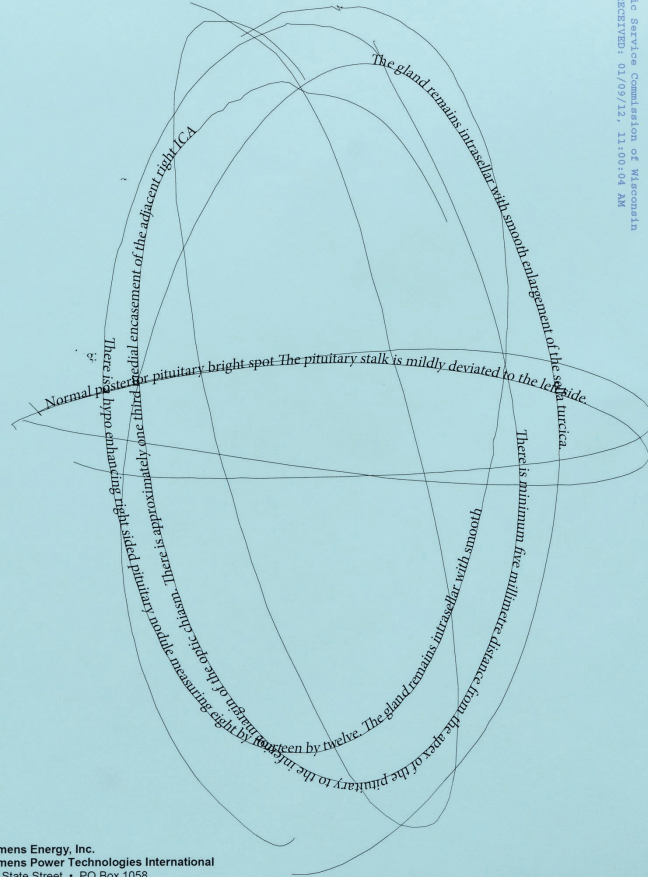 ic Service Commission of Wisconsin
ECEIVED: 01/09/12, 11:00:04 AM
The gland remains intrasellar with smooth enlargement of the sella turcica.
There is minimum five millimetre distance from the apex of the pituitary to the inferior margin of the optic chiasm. There is approximately one third medial encasement of the adjacent right ICA
Normal posterior pituitary bright spot The pituitary stalk is mildly deviated to the left side.
There is a hypo enhancing right sided pituitary nodule measuring eight by fourteen by twelve. The gland remains intrasellar with smooth
mens Energy, Inc.
mens Power Technologies International
State Street • PO Box 1058